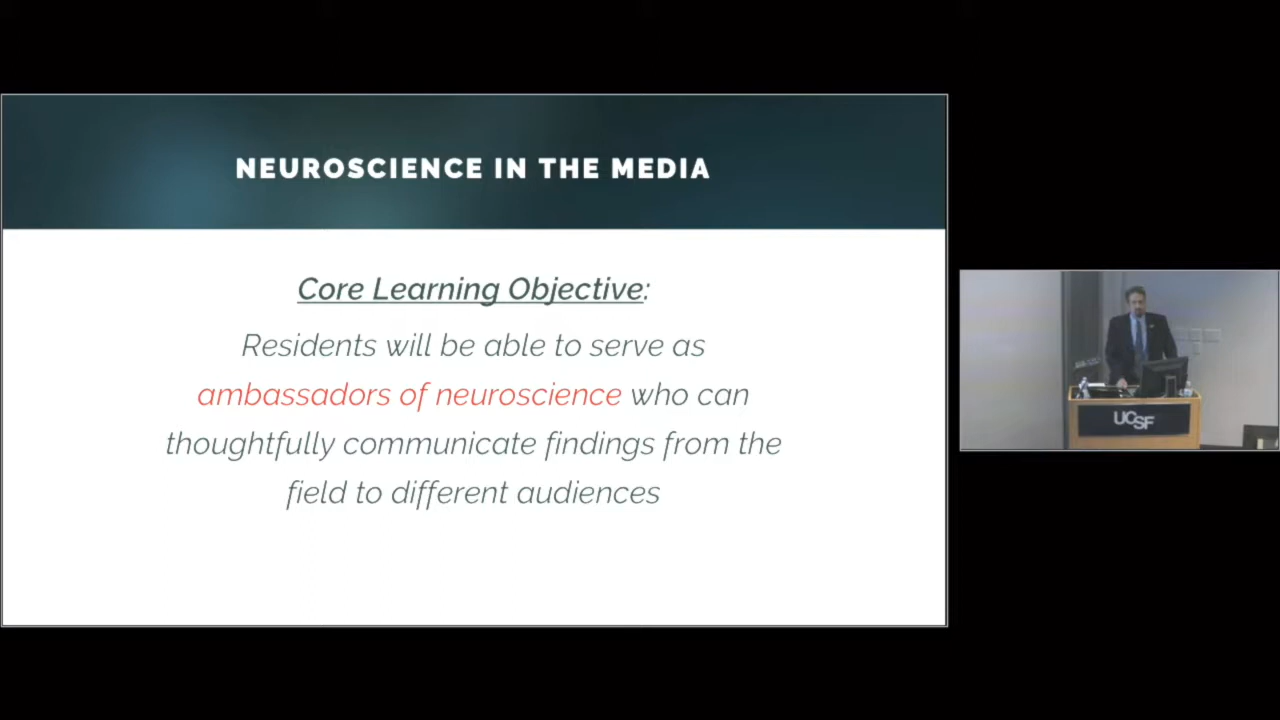 NEUROSCIENCE IN THE MEDIA
Core Learning Objective:
Residents will be able to serve as
ambassadors of neuroscience who can
thoughtfully communicate findings from the
field to different audiences
UCSF